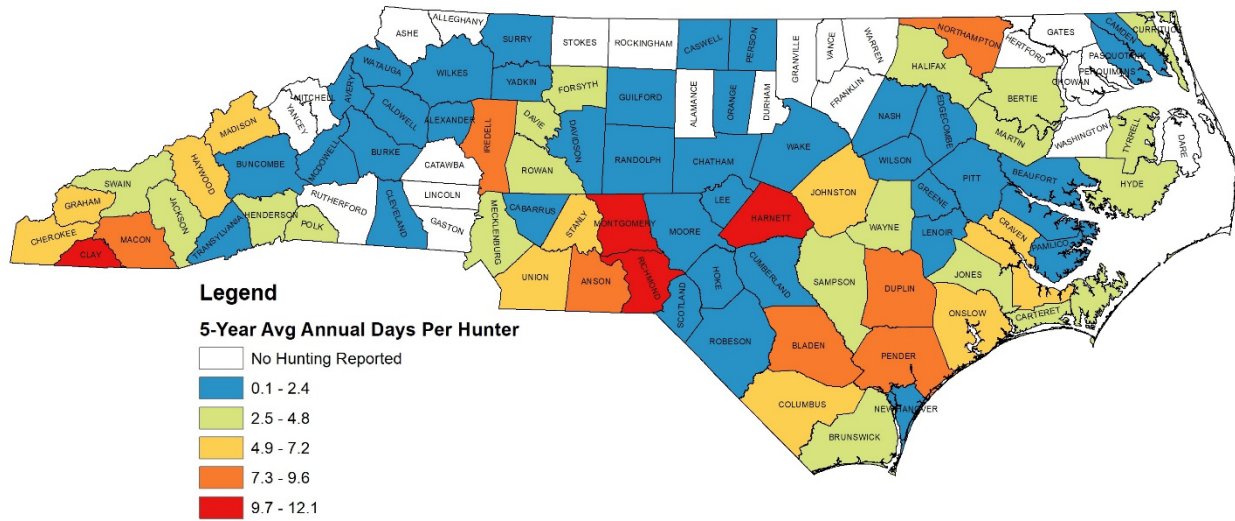 ASHE
ALLEGHANY
SURRY
STOKES
ROCKINGHAM
CASWELL
PERSON
GRANVILLE
VANCE
WARREN
NORTHAMPTON
HERTFORD
GATES
CAMDEN
CURRITUCK
PASQUOTANK
PERQUIMANS
CHOWAN
WATAUGA
WILKES
YADKIN
FORSYTH
GUILFORD
ALAMANCE
ORANGE
DURHAM
FRANKLIN
HALIFAX
BERTIE
MITCHELL
AVERY
YANCEY
CALDWELL
ALEXANDER
IREDELL
DAVIE
DAVIDSON
RANDOLPH
CHATHAM
WAKE
NASH
EDGECOMBE
MARTIN
WASHINGTON
TYRRELL
DARE
MADISON
BUNCOMBE
MCDOWELL
BURKE
CATAWBA
ROWAN
WILSON
PITT
BEAUFORT
HYDE
HAYWOOD
SWAIN
GRAHAM
JACKSON
RUTHERFORD
LINCOLN
CLEVELAND
GASTON
MECKLENBURG
CABARRUS
STANLY
MONTGOMERY
MOORE
LEE
HARNETT
JOHNSTON
WAYNE
GREENE
LENOIR
CRAVEN
PAMLICO
CHEROKEE
CLAY
MACON
TRANSYLVANIA
HENDERSON
POLK
UNION
ANSON
RICHMOND
SCOTLAND
HOKE
CUMBERLAND
SAMPSON
DUPLIN
JONES
ONSLOW
CARTERET
ROBESON
BLADEN
PENDER
COLUMBUS
NEW HANOVER
BRUNSWICK
Legend
5-Year Avg Annual Days Per Hunter
No Hunting Reported
0.1 - 2.4
2.5 - 4.8
4.9 - 7.2
7.3 - 9.6
9.7 - 12.1